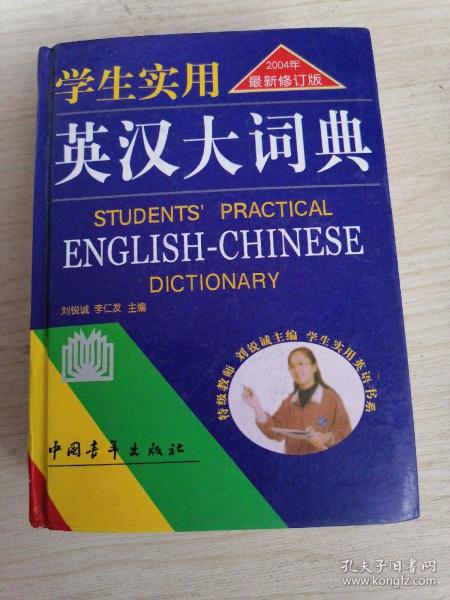 2004年
最新修订版
学生实用
英汉大词典
STUDENTS' PRACTICAL
ENGLISH-CHINESE
DICTIONARY
刘锐诚 李仁发 主编
特级教师 刘锐诚主编 学生实用英语书系
中国青年出版社
孔夫子旧书网
www.kongfz.com